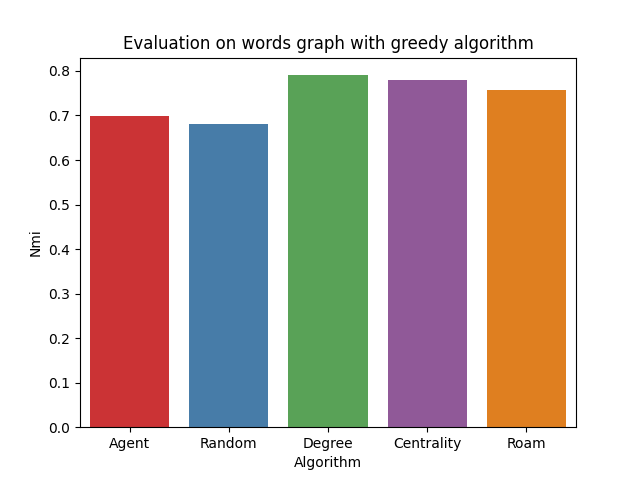 Evaluation on words graph with greedy algorithm
Nmi
0.8
0.7
0.6
0.5
0.4
0.3
0.2
0.1
0.0
Agent Random Degree Centrality Roam
Algorithm